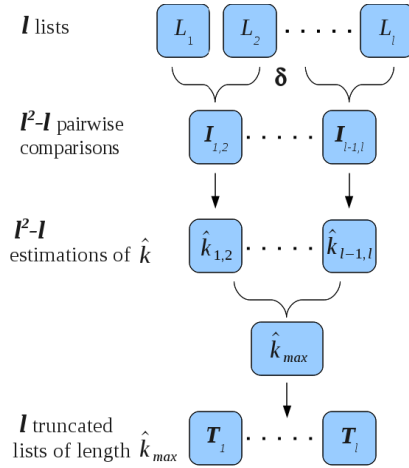 l lists L₁ L₂ ..... Lₗ
δ
l²-l pairwise
comparisons
I₁,₂ ..... Iₗ₋₁,ₗ
l²-l
estimations of k̂
k̂₁,₂ ..... k̂ₗ₋₁,ₗ
k̂ₘₐₓ
l truncated
lists of length k̂ₘₐₓ
T₁ ..... Tₗ